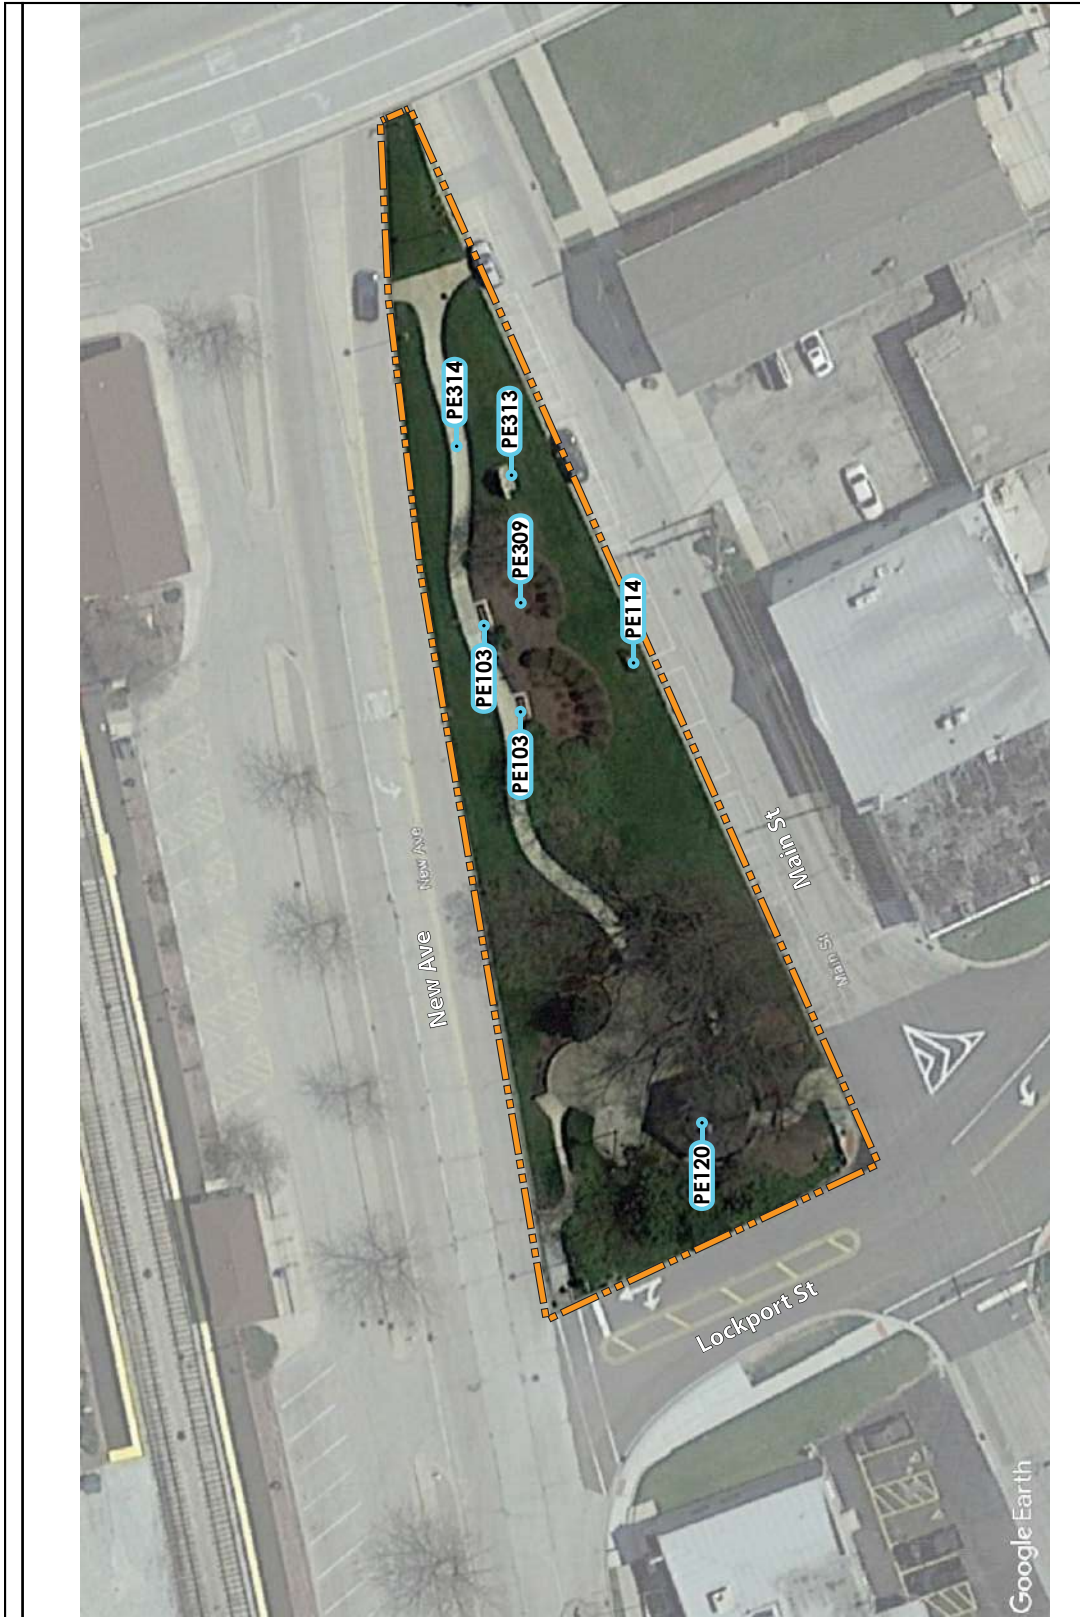 PE314
PE313
PE309
PE114
PE103
PE103
PE120
New Ave
New Ave
Main St
Main St
Lockport St
Google Earth